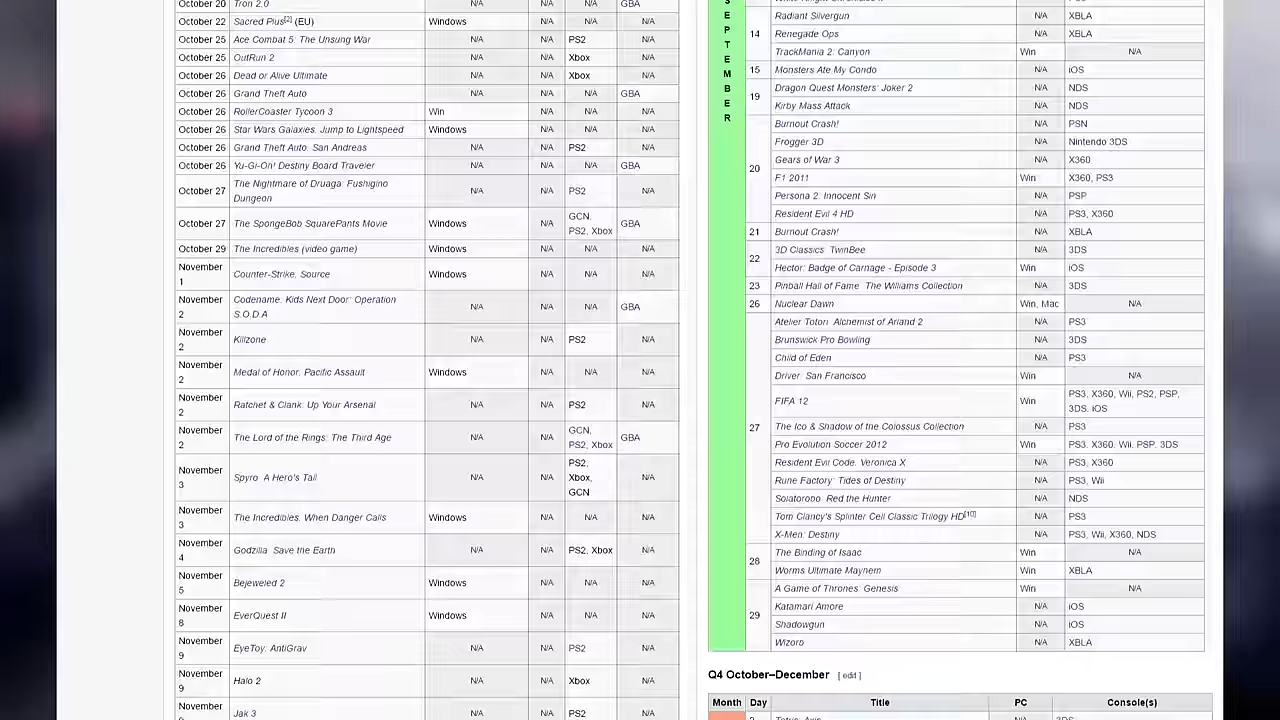 October 20 Tron 2.0 N/A N/A N/A GBA
October 22 Sacred Plus[2] (EU) Windows
October 25 Ace Combat 5: The Unsung War N/A N/A PS2 N/A
October 25 OutRun 2 N/A N/A Xbox N/A
October 26 Dead or Alive Ultimate N/A N/A Xbox N/A
October 26 Grand Theft Auto N/A N/A N/A GBA
October 26 RollerCoaster Tycoon 3 Win N/A N/A N/A
October 26 Star Wars Galaxies: Jump to Lightspeed Windows N/A N/A N/A
October 26 Grand Theft Auto: San Andreas N/A N/A PS2 N/A
October 26 Yu-Gi-Oh! Destiny Board Traveler N/A N/A N/A GBA
October 27 The Nightmare of Druaga: Fushigino Dungeon N/A N/A PS2 N/A
October 27 The SpongeBob SquarePants Movie Windows N/A GCN, PS2, Xbox GBA
October 29 The Incredibles (video game) Windows N/A N/A N/A
November 1 Counter-Strike: Source Windows N/A N/A N/A
November 2 Codename: Kids Next Door: Operation S.O.D.A N/A N/A N/A GBA
November 2 Killzone N/A N/A PS2 N/A
November 2 Medal of Honor: Pacific Assault Windows N/A N/A N/A
November 2 Ratchet & Clank: Up Your Arsenal N/A N/A PS2 N/A
November 2 The Lord of the Rings: The Third Age N/A N/A GCN, PS2, Xbox GBA
November 3 Spyro: A Hero's Tail N/A N/A PS2, Xbox, GCN N/A
November 3 The Incredibles: When Danger Calls Windows N/A N/A N/A
November 4 Godzilla: Save the Earth N/A N/A PS2, Xbox N/A
November 5 Bejeweled 2 Windows N/A N/A N/A
November 8 EverQuest II Windows N/A N/A N/A
November 9 EyeToy: AntiGrav N/A N/A PS2 N/A
November 9 Halo 2 N/A N/A Xbox N/A
November Jak 3 N/A N/A PS2 N/A
SEPTEMBER
14 Radiant Silvergun N/A XBLA
Renegade Ops N/A XBLA
TrackMania 2: Canyon Win N/A
15 Monsters Ate My Condo N/A iOS
19 Dragon Quest Monsters: Joker 2 N/A NDS
Kirby Mass Attack N/A NDS
20 Burnout Crash! N/A PSN
Frogger 3D N/A Nintendo 3DS
Gears of War 3 N/A X360
F1 2011 Win X360, PS3
Persona 2: Innocent Sin N/A PSP
Resident Evil 4 HD N/A PS3, X360
21 Burnout Crash! N/A XBLA
22 3D Classics: TwinBee N/A 3DS
Hector: Badge of Carnage - Episode 3 Win iOS
23 Pinball Hall of Fame: The Williams Collection N/A 3DS
26 Nuclear Dawn Win, Mac N/A
27 Atelier Totori: Alchemist of Arland 2 N/A PS3
Brunswick Pro Bowling N/A 3DS
Child of Eden N/A PS3
Driver: San Francisco Win N/A
FIFA 12 Win PS3, X360, Wii, PS2, PSP, 3DS, iOS
The Ico & Shadow of the Colossus Collection N/A PS3
Pro Evolution Soccer 2012 Win PS3, X360, Wii, PSP, 3DS
Resident Evil Code: Veronica X N/A PS3, X360
Rune Factory: Tides of Destiny N/A PS3, Wii
Solatorobo: Red the Hunter N/A NDS
Tom Clancy's Splinter Cell Classic Trilogy HD[10] N/A PS3
X-Men: Destiny N/A PS3, Wii, X360, NDS
28 The Binding of Isaac Win N/A
Worms Ultimate Mayhem Win XBLA
29 A Game of Thrones: Genesis Win N/A
Katamari Amore N/A iOS
Shadowgun N/A iOS
Wizorb N/A XBLA
Q4 October–December [ edit ]
Month Day Title PC Console(s)